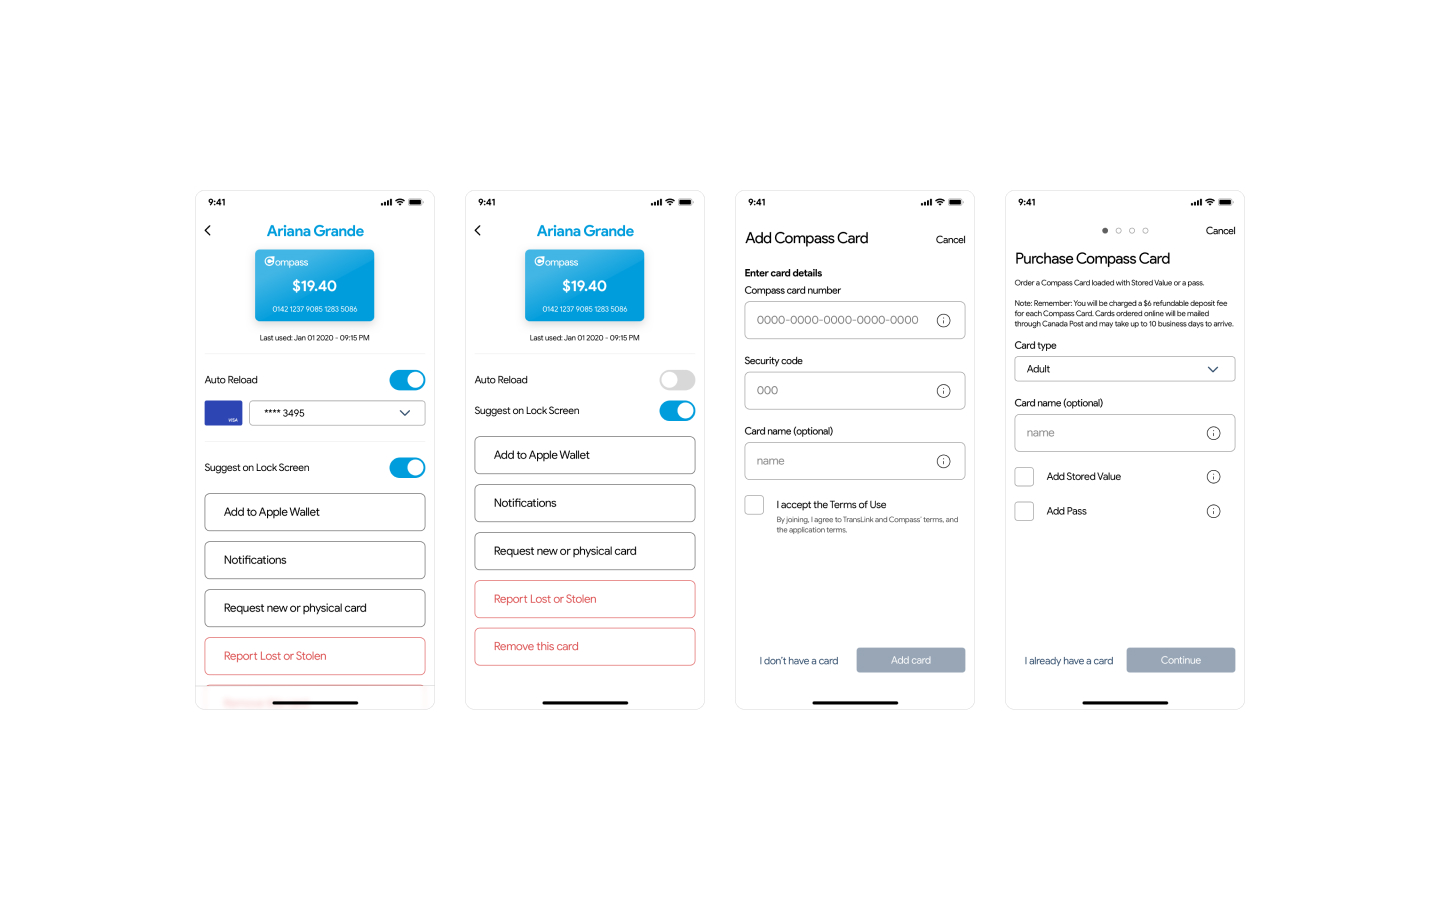 9:41
Ariana Grande
Compass
$19.40
0142 1237 9085 1283 5086
Last used: Jan 01 2020 - 09:15 PM
Auto Reload
VISA
**** 3495
Suggest on Lock Screen
Add to Apple Wallet
Notifications
Request new or physical card
Report Lost or Stolen
9:41
Ariana Grande
Compass
$19.40
0142 1237 9085 1283 5086
Last used: Jan 01 2020 - 09:15 PM
Auto Reload
Suggest on Lock Screen
Add to Apple Wallet
Notifications
Request new or physical card
Report Lost or Stolen
Remove this card
9:41
Add Compass Card
Cancel
Enter card details
Compass card number
0000-0000-0000-0000-0000
Security code
000
Card name (optional)
name
I accept the Terms of Use
By joining, I agree to TransLink and Compass' terms, and
the application terms.
I don't have a card
Add card
9:41
Cancel
Purchase Compass Card
Order a Compass Card loaded with Stored Value or a pass.
Note: Remember: You will be charged a $6 refundable deposit fee
for each Compass Card. Cards ordered online will be mailed
through Canada Post and may take up to 10 business days to arrive.
Card type
Adult
Card name (optional)
name
Add Stored Value
Add Pass
I already have a card
Continue